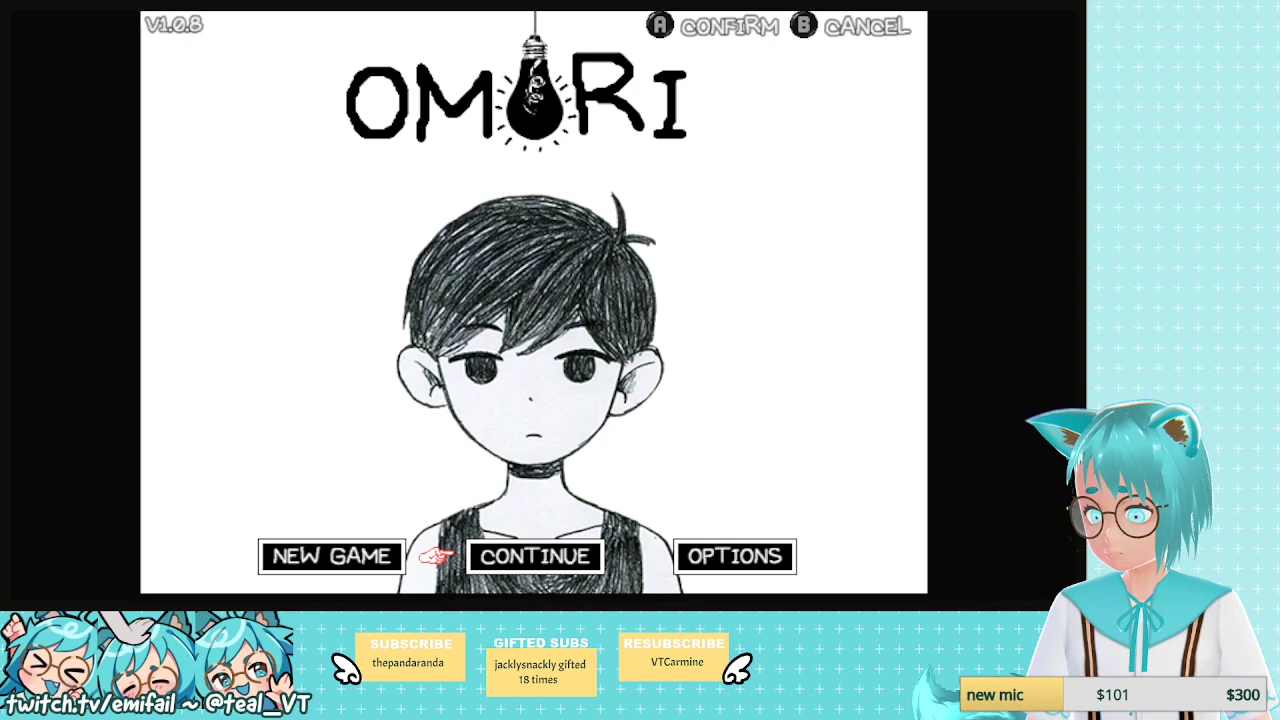 V1.0.8
A CONFIRM B CANCEL
OMORI
NEW GAME
CONTINUE
OPTIONS
SUBSCRIBE
thepandaranda
GIFTED SUBS
jacklysnackly gifted
18 times
RESUBSCRIBE
VTCarmine
twitch.tv/emifail ~ @teal_VT
new mic $101 $300